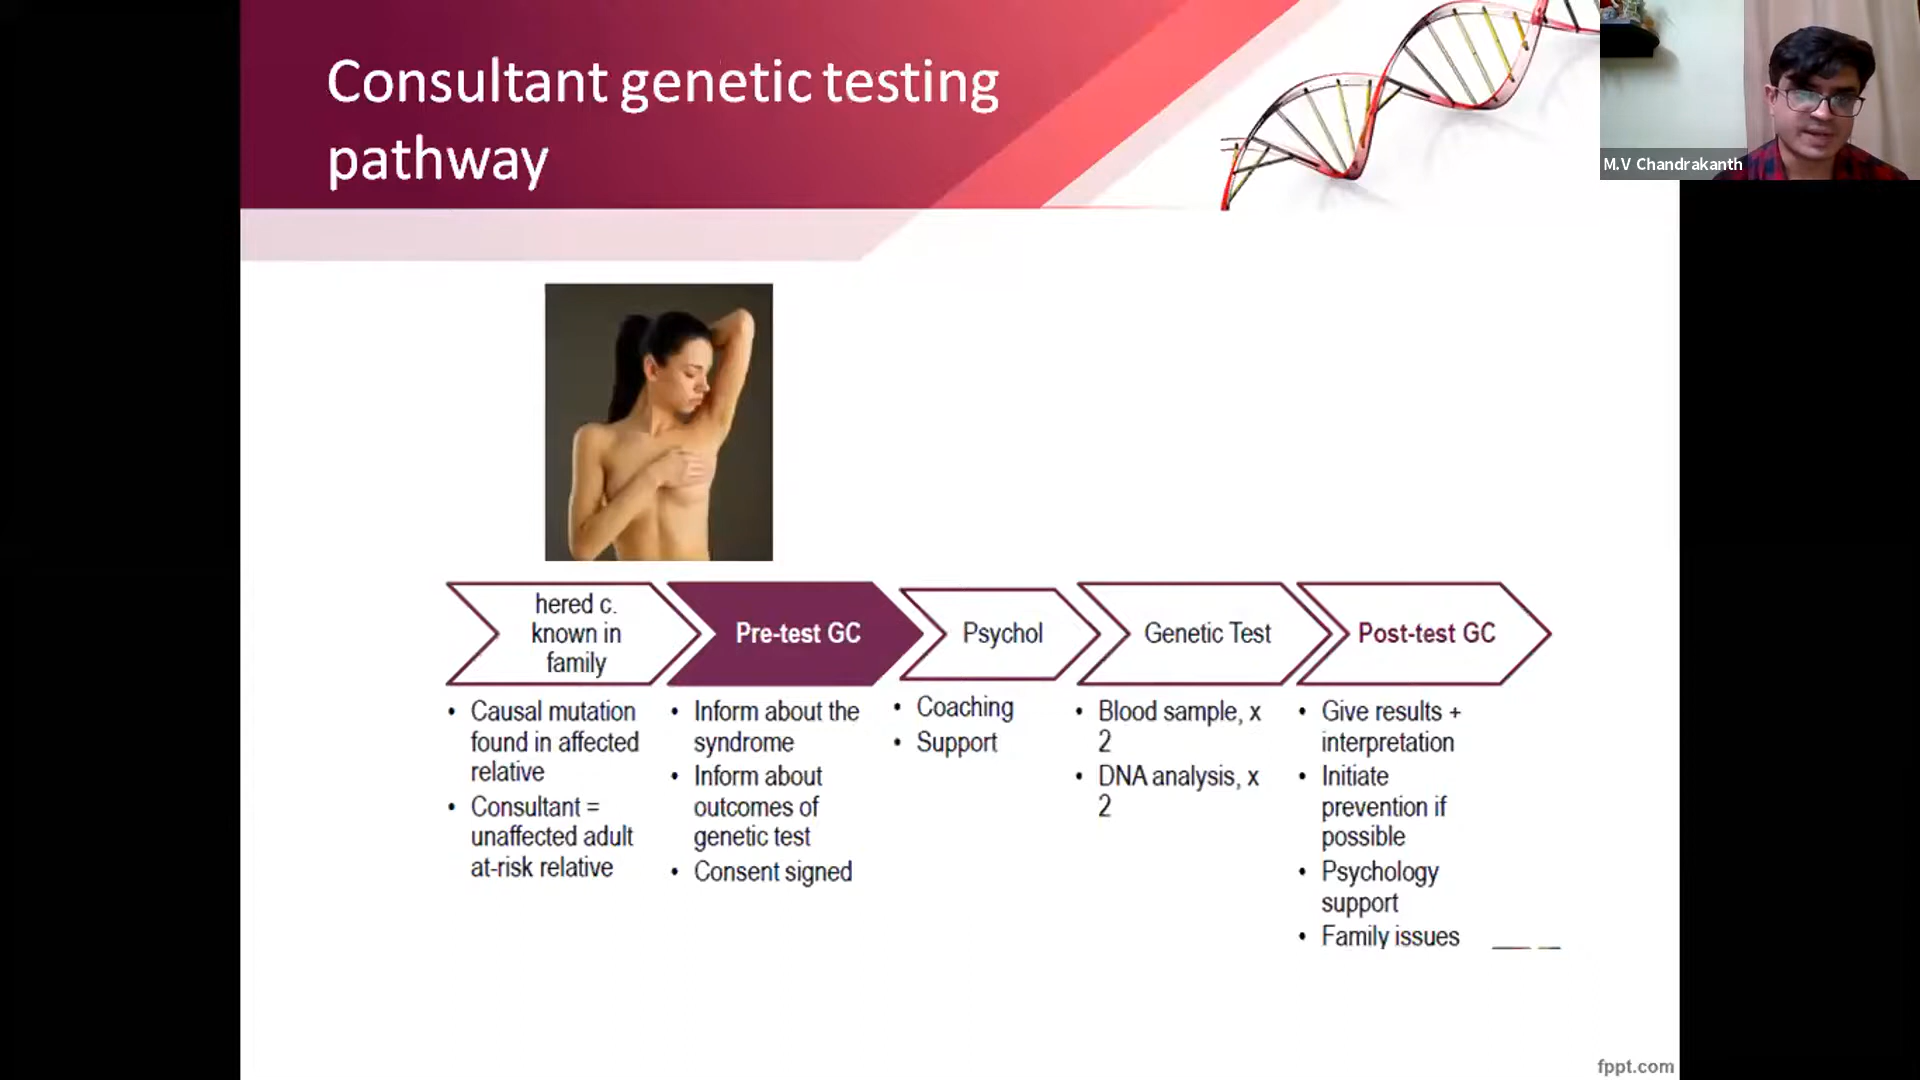 Consultant genetic testing
pathway
M.V Chandrakanth
hered c.
known in
family
Pre-test GC
Psychol
Genetic Test
Post-test GC
• Causal mutation
found in affected
relative
• Consultant =
unaffected adult
at-risk relative
• Inform about the
syndrome
• Inform about
outcomes of
genetic test
• Consent signed
• Coaching
• Support
• Blood sample, x
2
• DNA analysis, x
2
• Give results +
interpretation
• Initiate
prevention if
possible
• Psychology
support
• Family issues
fppt.com